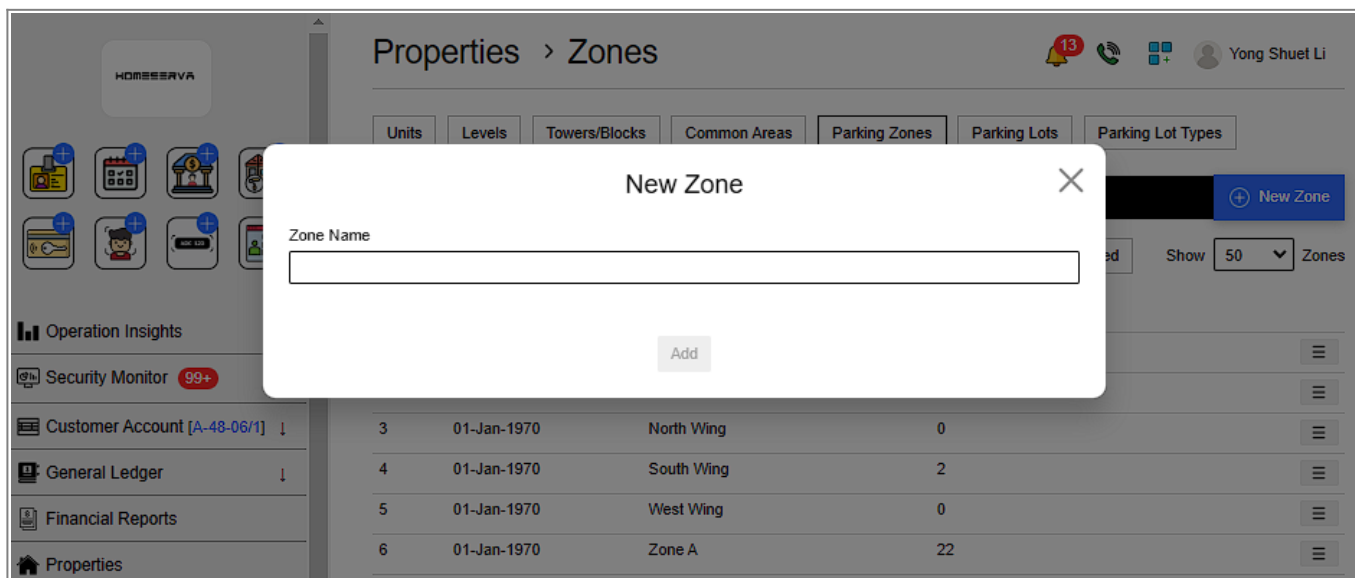 HOMESERVA
Properties > Zones
13
Yong Shuet Li
Units
Levels
Towers/Blocks
Common Areas
Parking Zones
Parking Lots
Parking Lot Types
New Zone
New Zone
Zone Name
Show 50 Zones
Add
Operation Insights
Security Monitor 99+
Customer Account [A-48-06/1] ↓
General Ledger ↓
Financial Reports
Properties
3 01-Jan-1970 North Wing 0
4 01-Jan-1970 South Wing 2
5 01-Jan-1970 West Wing 0
6 01-Jan-1970 Zone A 22